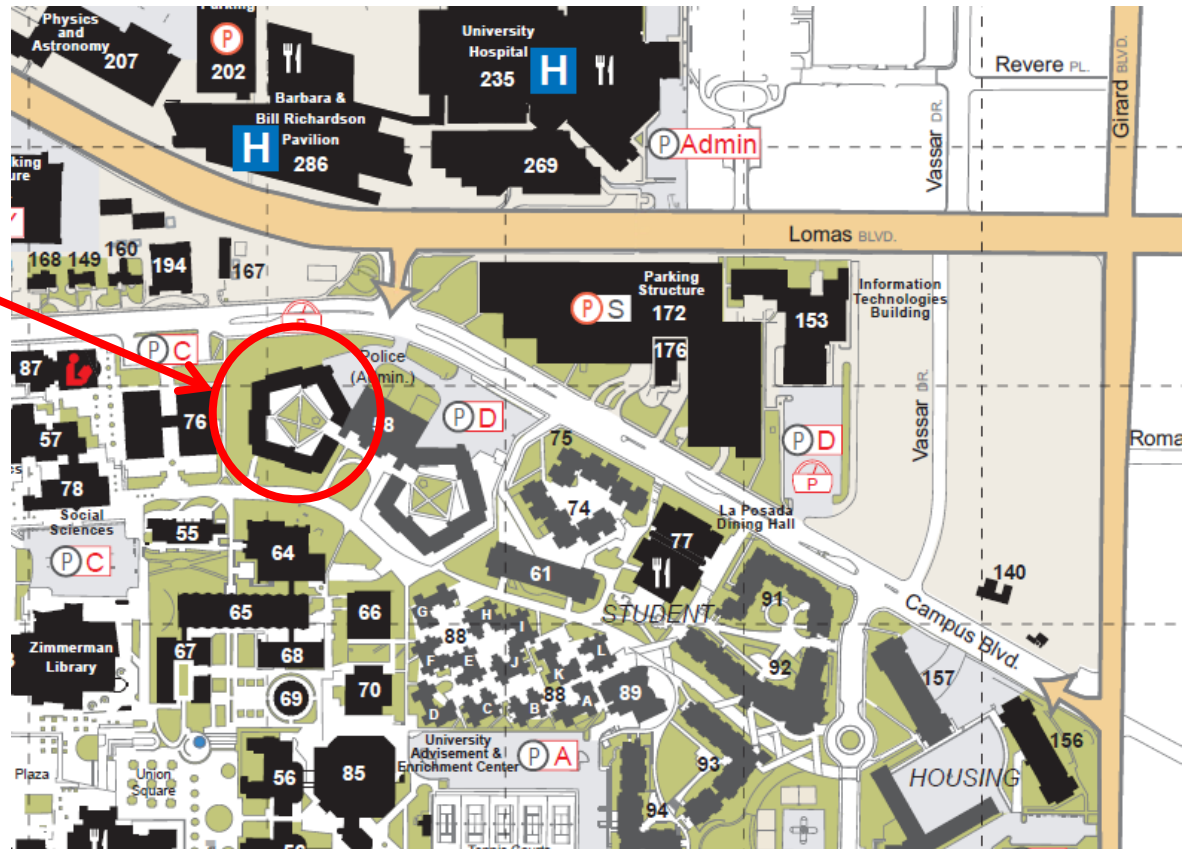 Physics
and
Astronomy
207
P
202
University
Hospital
235
H
Barbara &
Bill Richardson
Pavilion
H
286
269
P Admin
Revere PL.
Vassar DR.
Girard BLVD.
Lomas BLVD.
168
149
160
194
167
Parking
Structure
P S
172
176
153
Information
Technologies
Building
Vassar DR.
87
P C
Police
(Admin.)
76
58
P D
P D
P
57
78
Social
Sciences
P C
55
64
75
74
La Posada
Dining Hall
77
61
STUDENT
91
140
Campus Blvd.
65
66
G
H
I
88
F
E
J
L
K
88
D
C
B
A
89
92
157
Zimmerman
Library
67
68
69
70
University
Advisement &
Enrichment Center
P A
93
156
HOUSING
Plaza
Union
Square
56
85
94